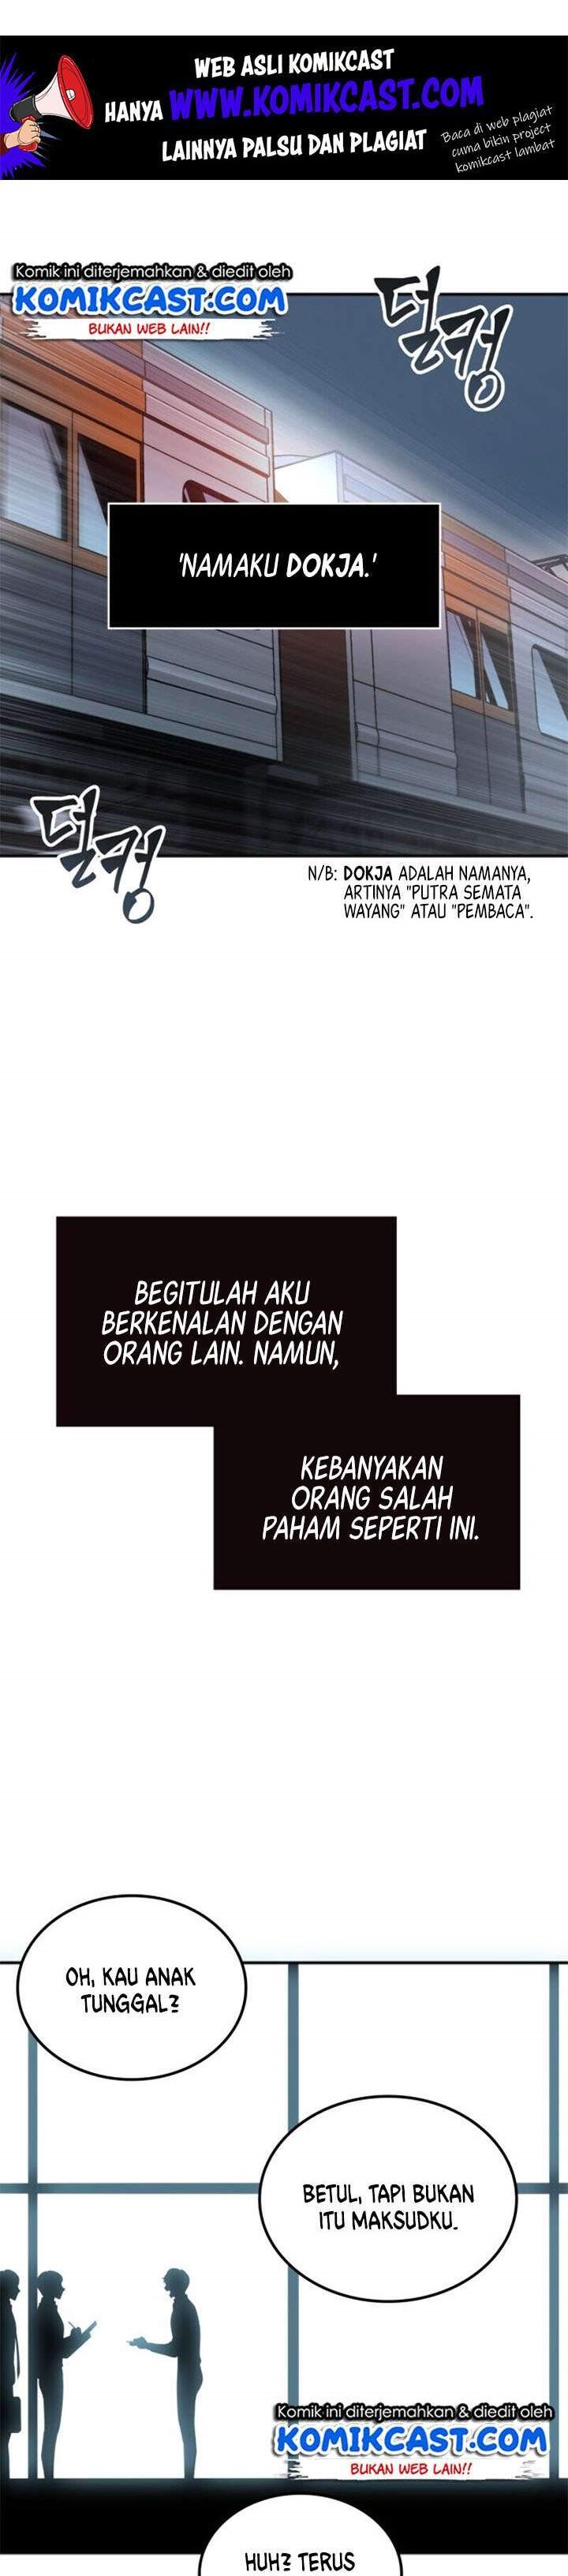 WEB ASLI KOMIKCAST
HANYA WWW.KOMIKCAST.COM
LAINNYA PALSU DAN PLAGIAT
Baca di web plagiat
cuma bikin project
komikcast lambat
Komik ini diterjemahkan & diedit oleh
KOMIKCAST.COM
BUKAN WEB LAIN!!
덜컹
'NAMAKU DOKJA.'
덜컹
N/B: DOKJA ADALAH NAMANYA,
ARTINYA "PUTRA SEMATA
WAYANG" ATAU "PEMBACA".
BEGITULAH AKU
BERKENALAN DENGAN
ORANG LAIN. NAMUN,
KEBANYAKAN
ORANG SALAH
PAHAM SEPERTI INI.
OH, KAU ANAK
TUNGGAL?
BETUL, TAPI BUKAN
ITU MAKSUDKU.
Komik ini diterjemahkan & diedit oleh
KOMIKCAST.COM
BUKAN WEB LAIN!!
HUH? TERUS